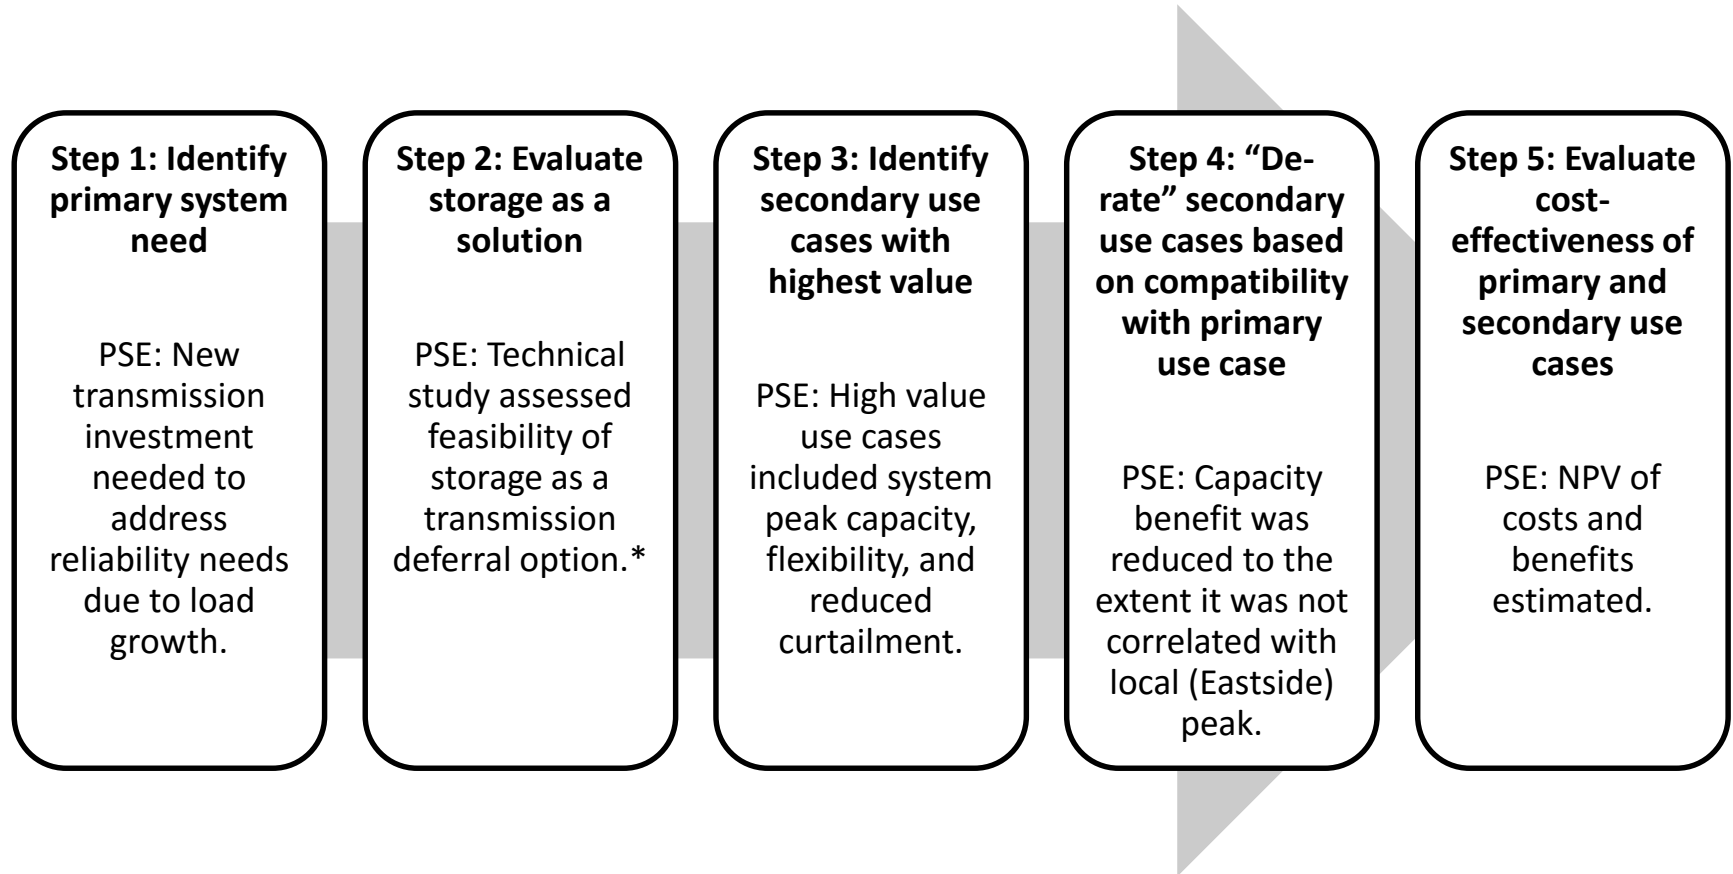 Step 1: Identify
primary system
need
PSE: New
transmission
investment
needed to
address
reliability needs
due to load
growth.
Step 2: Evaluate
storage as a
solution
PSE: Technical
study assessed
feasibility of
storage as a
transmission
deferral option.*
Step 3: Identify
secondary use
cases with
highest value
PSE: High value
use cases
included system
peak capacity,
flexibility, and
reduced
curtailment.
Step 4: “De-
rate” secondary
use cases based
on compatibility
with primary
use case
PSE: Capacity
benefit was
reduced to the
extent it was not
correlated with
local (Eastside)
peak.
Step 5: Evaluate
cost-
effectiveness of
primary and
secondary use
cases
PSE: NPV of
costs and
benefits
estimated.